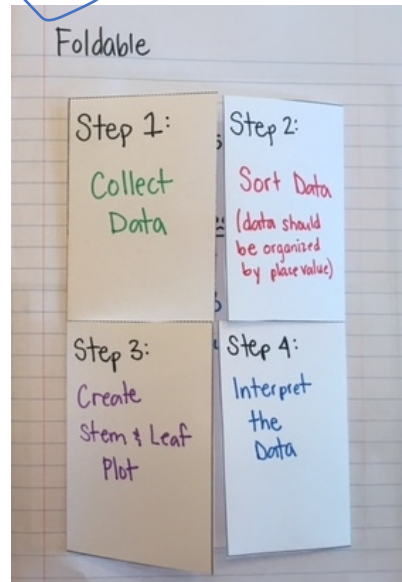 Foldable
Step 1:
Collect
Data
Step 2:
Sort Data
(data should
be organized
by place value)
Step 3:
Create
Stem & Leaf
Plot
Step 4:
Interpret
the
Data